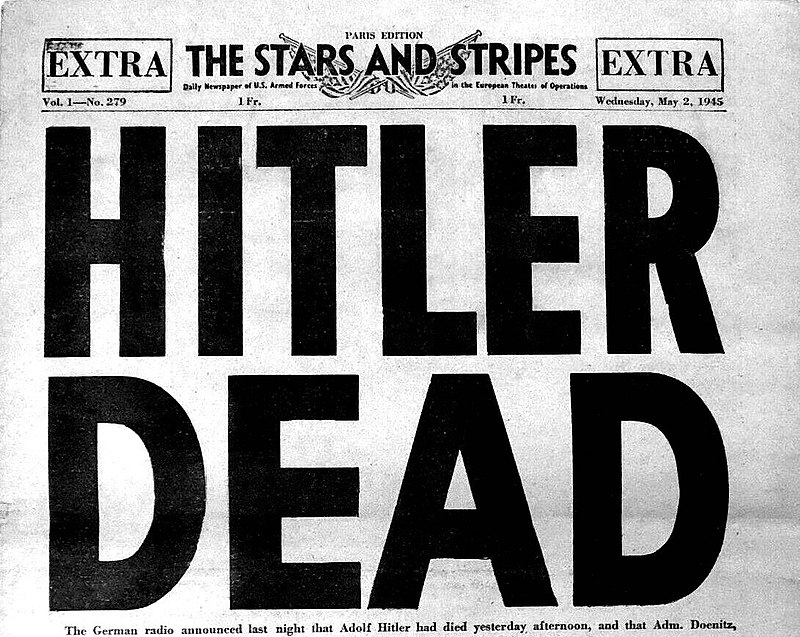 PARIS EDITION
EXTRA THE STARS AND STRIPES EXTRA
Daily Newspaper of U.S. Armed Forces in the European Theater of Operations
Vol. 1—No. 279 1 Fr. 1 Fr. Wednesday, May 2, 1945
HITLER
DEAD
The German radio announced last night that Adolf Hitler had died yesterday afternoon, and that Adm. Doenitz,